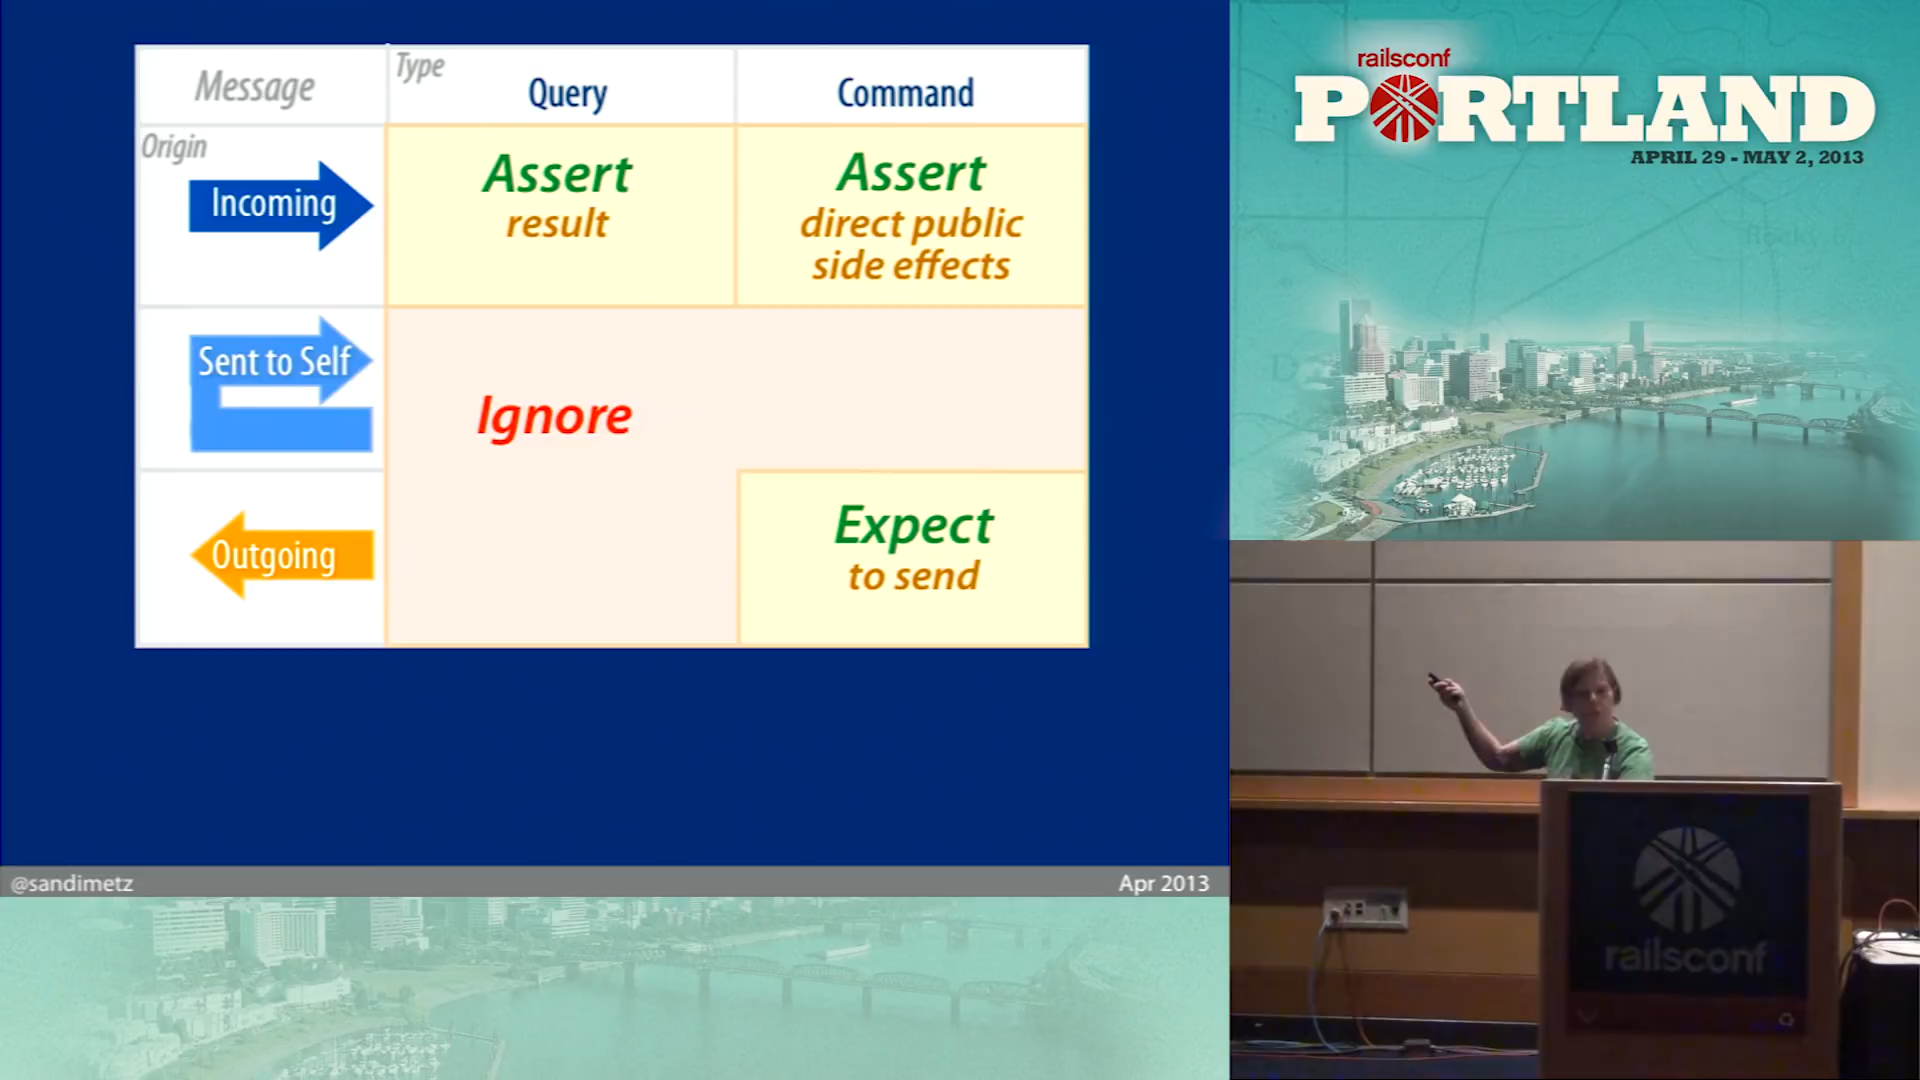 Message
Type
Query
Command
Origin
Incoming
Assert
result
Assert
direct public
side effects
Sent to Self
Ignore
Outgoing
Expect
to send
@sandimetz
Apr 2013
railsconf
PORTLAND
APRIL 29 - MAY 2, 2013
railsconf